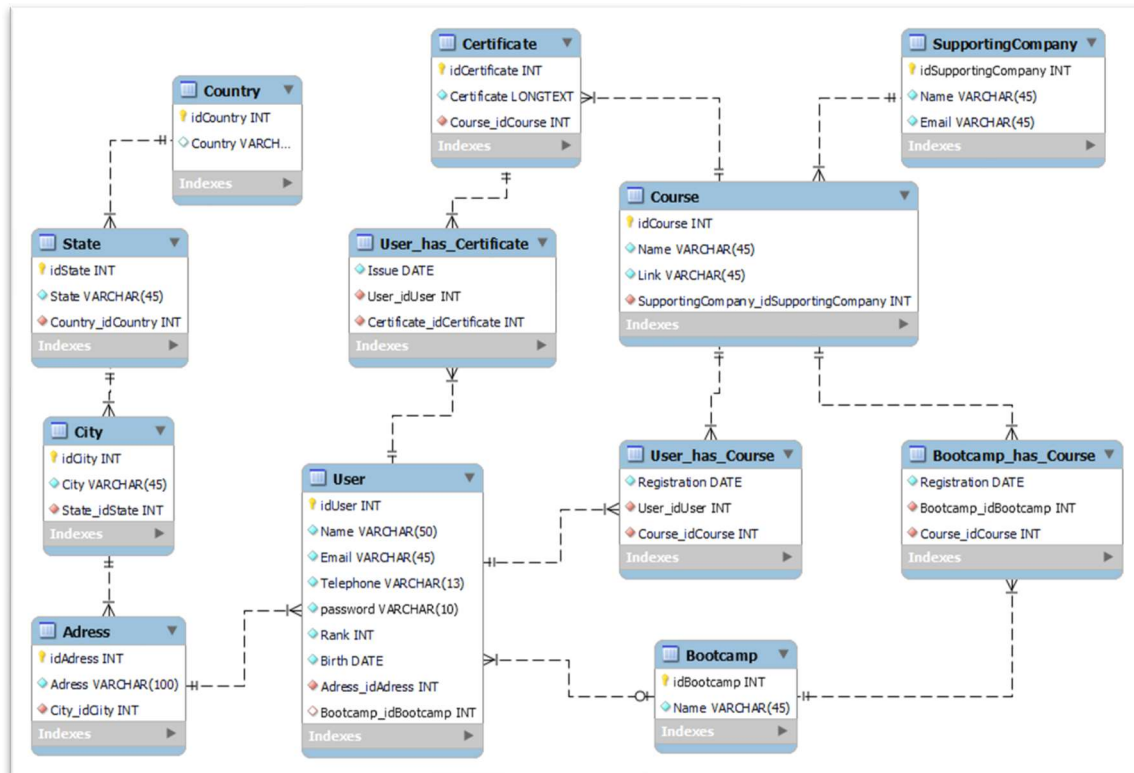 Country
idCountry INT
Country VARCH...
Indexes
State
idState INT
State VARCHAR(45)
Country_idCountry INT
Indexes
City
idCity INT
City VARCHAR(45)
State_idState INT
Indexes
Adress
idAdress INT
Adress VARCHAR(100)
City_idCity INT
Indexes
Certificate
idCertificate INT
Certificate LONGTEXT
Course_idCourse INT
Indexes
User_has_Certificate
Issue DATE
User_idUser INT
Certificate_idCertificate INT
Indexes
User
idUser INT
Name VARCHAR(50)
Email VARCHAR(45)
Telephone VARCHAR(13)
password VARCHAR(10)
Rank INT
Birth DATE
Adress_idAdress INT
Bootcamp_idBootcamp INT
Indexes
SupportingCompany
idSupportingCompany INT
Name VARCHAR(45)
Email VARCHAR(45)
Indexes
Course
idCourse INT
Name VARCHAR(45)
Link VARCHAR(45)
SupportingCompany_idSupportingCompany INT
Indexes
User_has_Course
Registration DATE
User_idUser INT
Course_idCourse INT
Indexes
Bootcamp_has_Course
Registration DATE
Bootcamp_idBootcamp INT
Course_idCourse INT
Indexes
Bootcamp
idBootcamp INT
Name VARCHAR(45)
Indexes